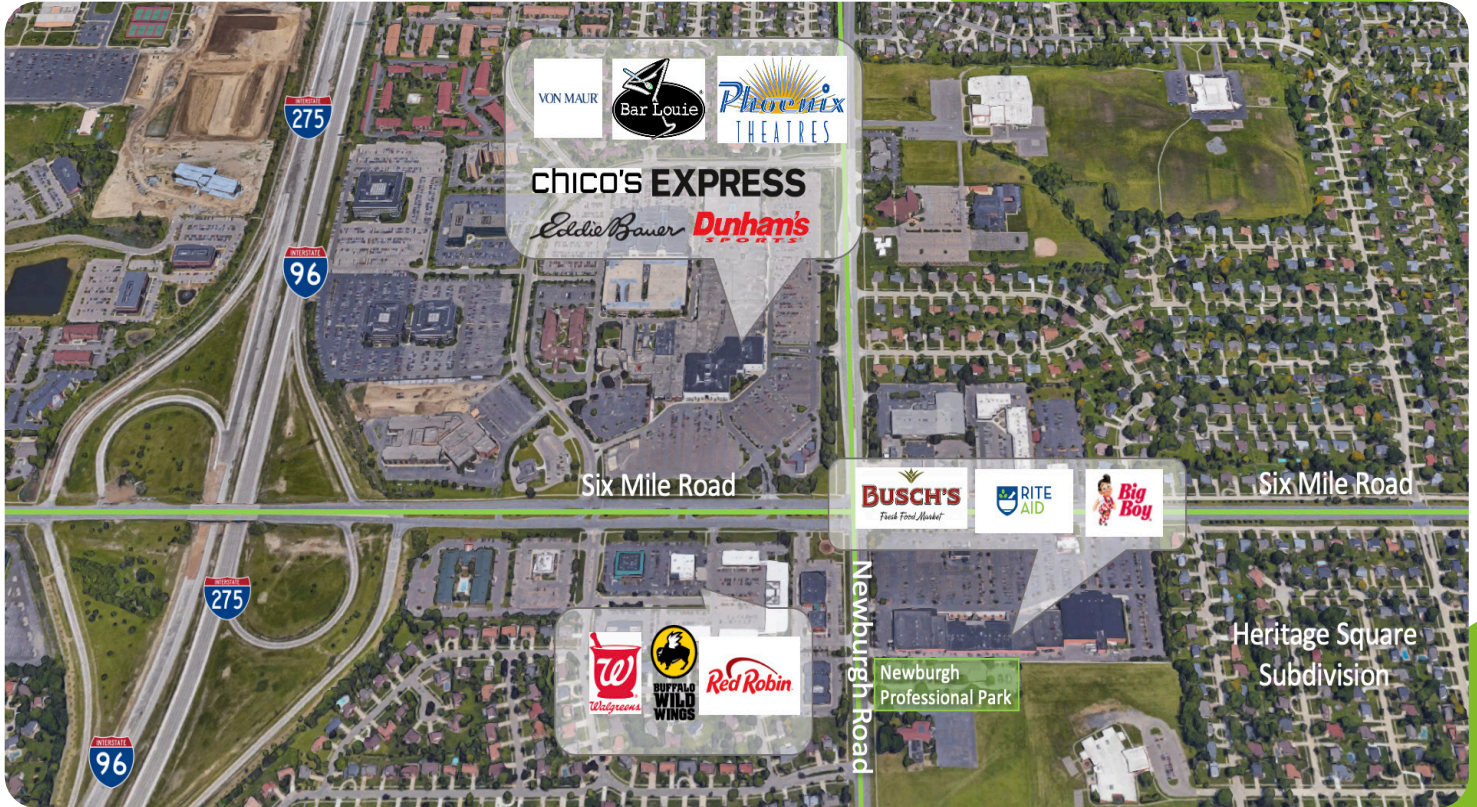 INTERSTATE
275
INTERSTATE
96
VON MAUR
Bar Louie
Phoenix
THEATRES
chico's EXPRESS
Eddie Bauer Dunham's
SPORTS
Six Mile Road
BUSCH'S
Fresh Food Market
RITE
AID
Big
Boy
Six Mile Road
INTERSTATE
275
INTERSTATE
96
W
Walgreens
BUFFALO
WILD
WINGS
Red Robin
Newburgh Road
Newburgh
Professional Park
Heritage Square
Subdivision